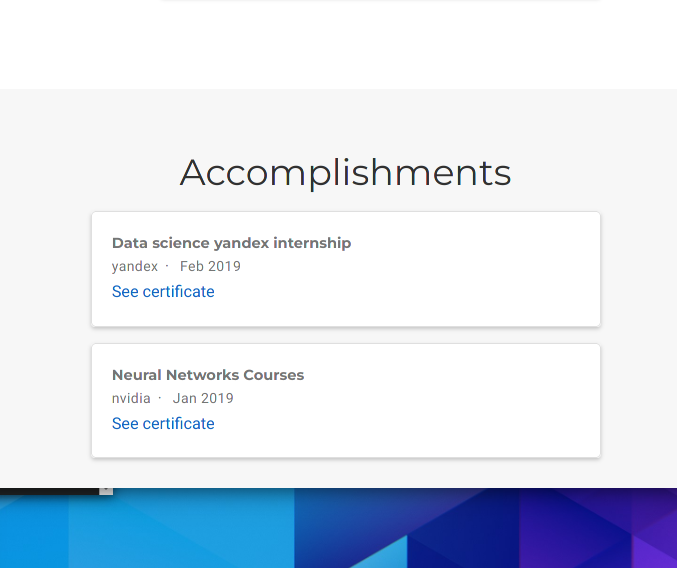 Accomplishments
Data science yandex internship
yandex · Feb 2019
See certificate
Neural Networks Courses
nvidia · Jan 2019
See certificate